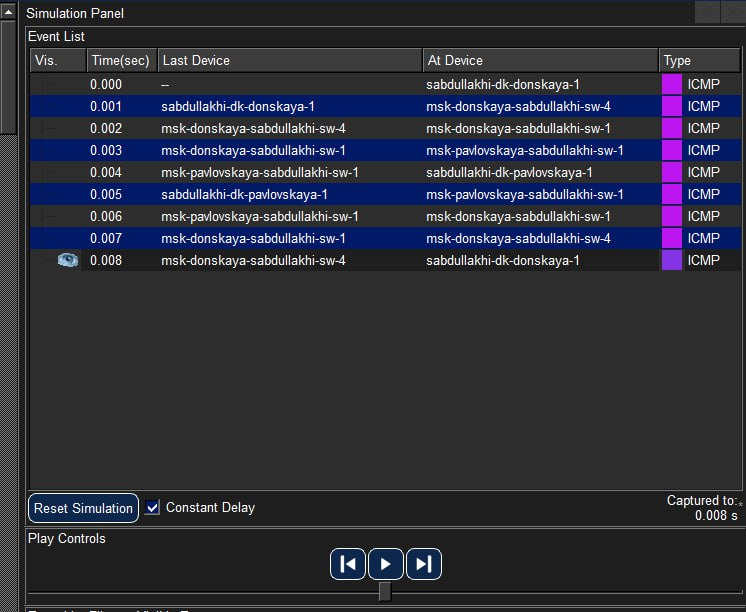 Simulation Panel
Event List
Vis. Time(sec) Last Device At Device Type
0.000 -- sabdullakhi-dk-donskaya-1 ICMP
0.001 sabdullakhi-dk-donskaya-1 msk-donskaya-sabdullakhi-sw-4 ICMP
0.002 msk-donskaya-sabdullakhi-sw-4 msk-donskaya-sabdullakhi-sw-1 ICMP
0.003 msk-donskaya-sabdullakhi-sw-1 msk-pavlovskaya-sabdullakhi-sw-1 ICMP
0.004 msk-pavlovskaya-sabdullakhi-sw-1 sabdullakhi-dk-pavlovskaya-1 ICMP
0.005 sabdullakhi-dk-pavlovskaya-1 msk-pavlovskaya-sabdullakhi-sw-1 ICMP
0.006 msk-pavlovskaya-sabdullakhi-sw-1 msk-donskaya-sabdullakhi-sw-1 ICMP
0.007 msk-donskaya-sabdullakhi-sw-1 msk-donskaya-sabdullakhi-sw-4 ICMP
0.008 msk-donskaya-sabdullakhi-sw-4 sabdullakhi-dk-donskaya-1 ICMP
Reset Simulation Constant Delay Captured to:*
0.008 s
Play Controls